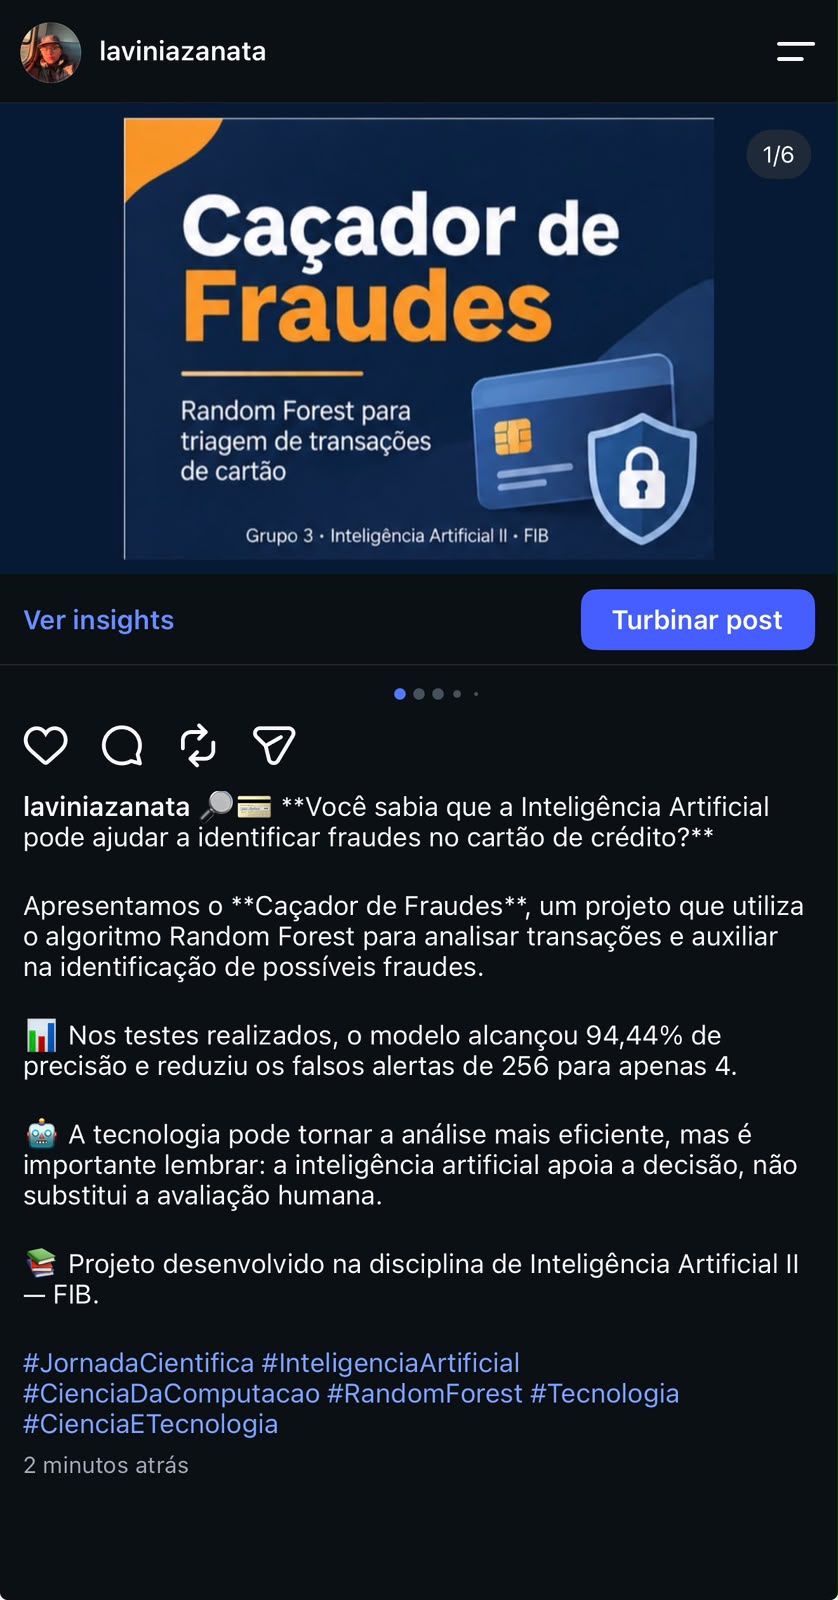 laviniazanata
1/6
Caçador de
Fraudes
Random Forest para
triagem de transações
de cartão
Grupo 3 • Inteligência Artificial II • FIB
Ver insights
Turbinar post
laviniazanata 🔎💳 **Você sabia que a Inteligência Artificial
pode ajudar a identificar fraudes no cartão de crédito?**
Apresentamos o **Caçador de Fraudes**, um projeto que utiliza
o algoritmo Random Forest para analisar transações e auxiliar
na identificação de possíveis fraudes.
📊 Nos testes realizados, o modelo alcançou 94,44% de
precisão e reduziu os falsos alertas de 256 para apenas 4.
🤖 A tecnologia pode tornar a análise mais eficiente, mas é
importante lembrar: a inteligência artificial apoia a decisão, não
substitui a avaliação humana.
📚 Projeto desenvolvido na disciplina de Inteligência Artificial II
— FIB.
#JornadaCientifica #InteligenciaArtificial
#CienciaDaComputacao #RandomForest #Tecnologia
#CienciaETecnologia
2 minutos atrás